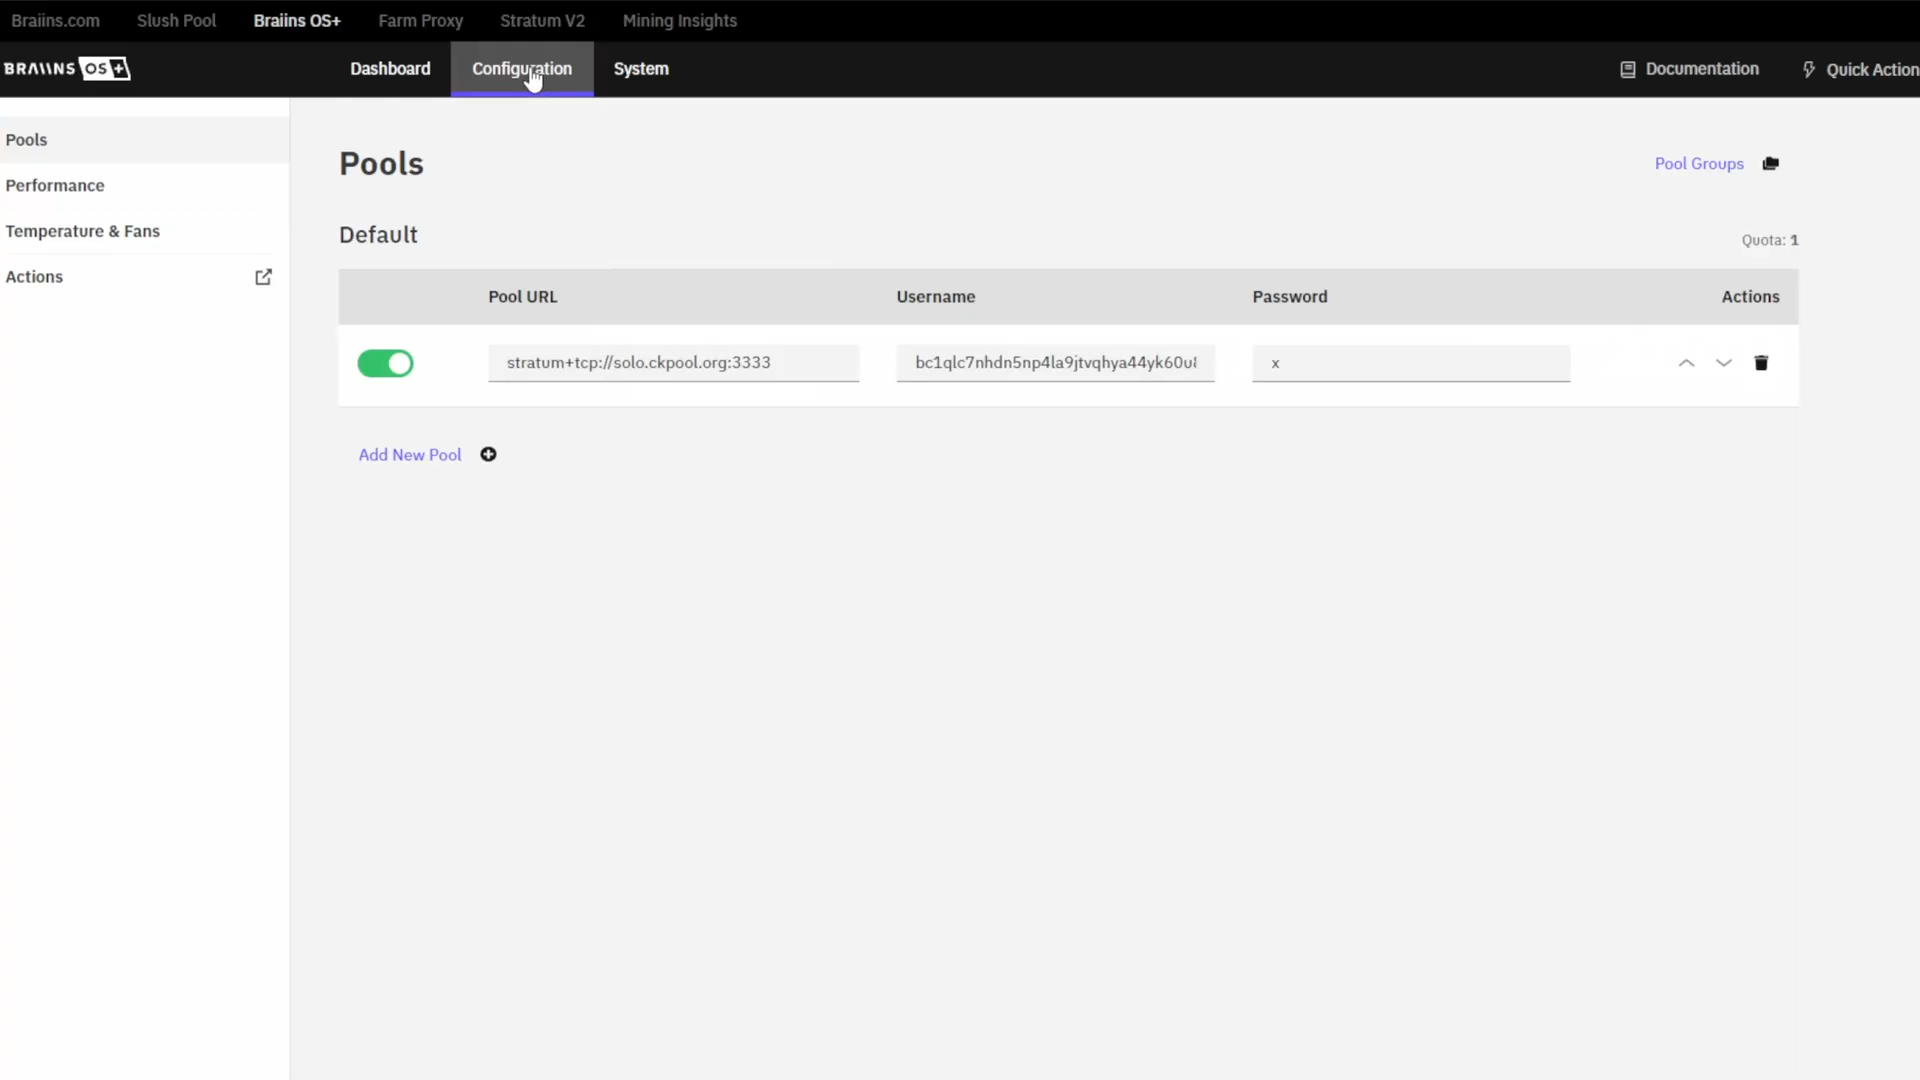 Braiins.com Slush Pool Braiins OS+ Farm Proxy Stratum V2 Mining Insights
BRAIINS OS+ Dashboard Configuration System Documentation Quick Action
Pools
Performance
Temperature & Fans
Actions
Pools Pool Groups
Default Quota: 1
Pool URL Username Password Actions
stratum+tcp://solo.ckpool.org:3333 bc1qlc7nhdn5np4la9jtvqhya44yk60u x
Add New Pool